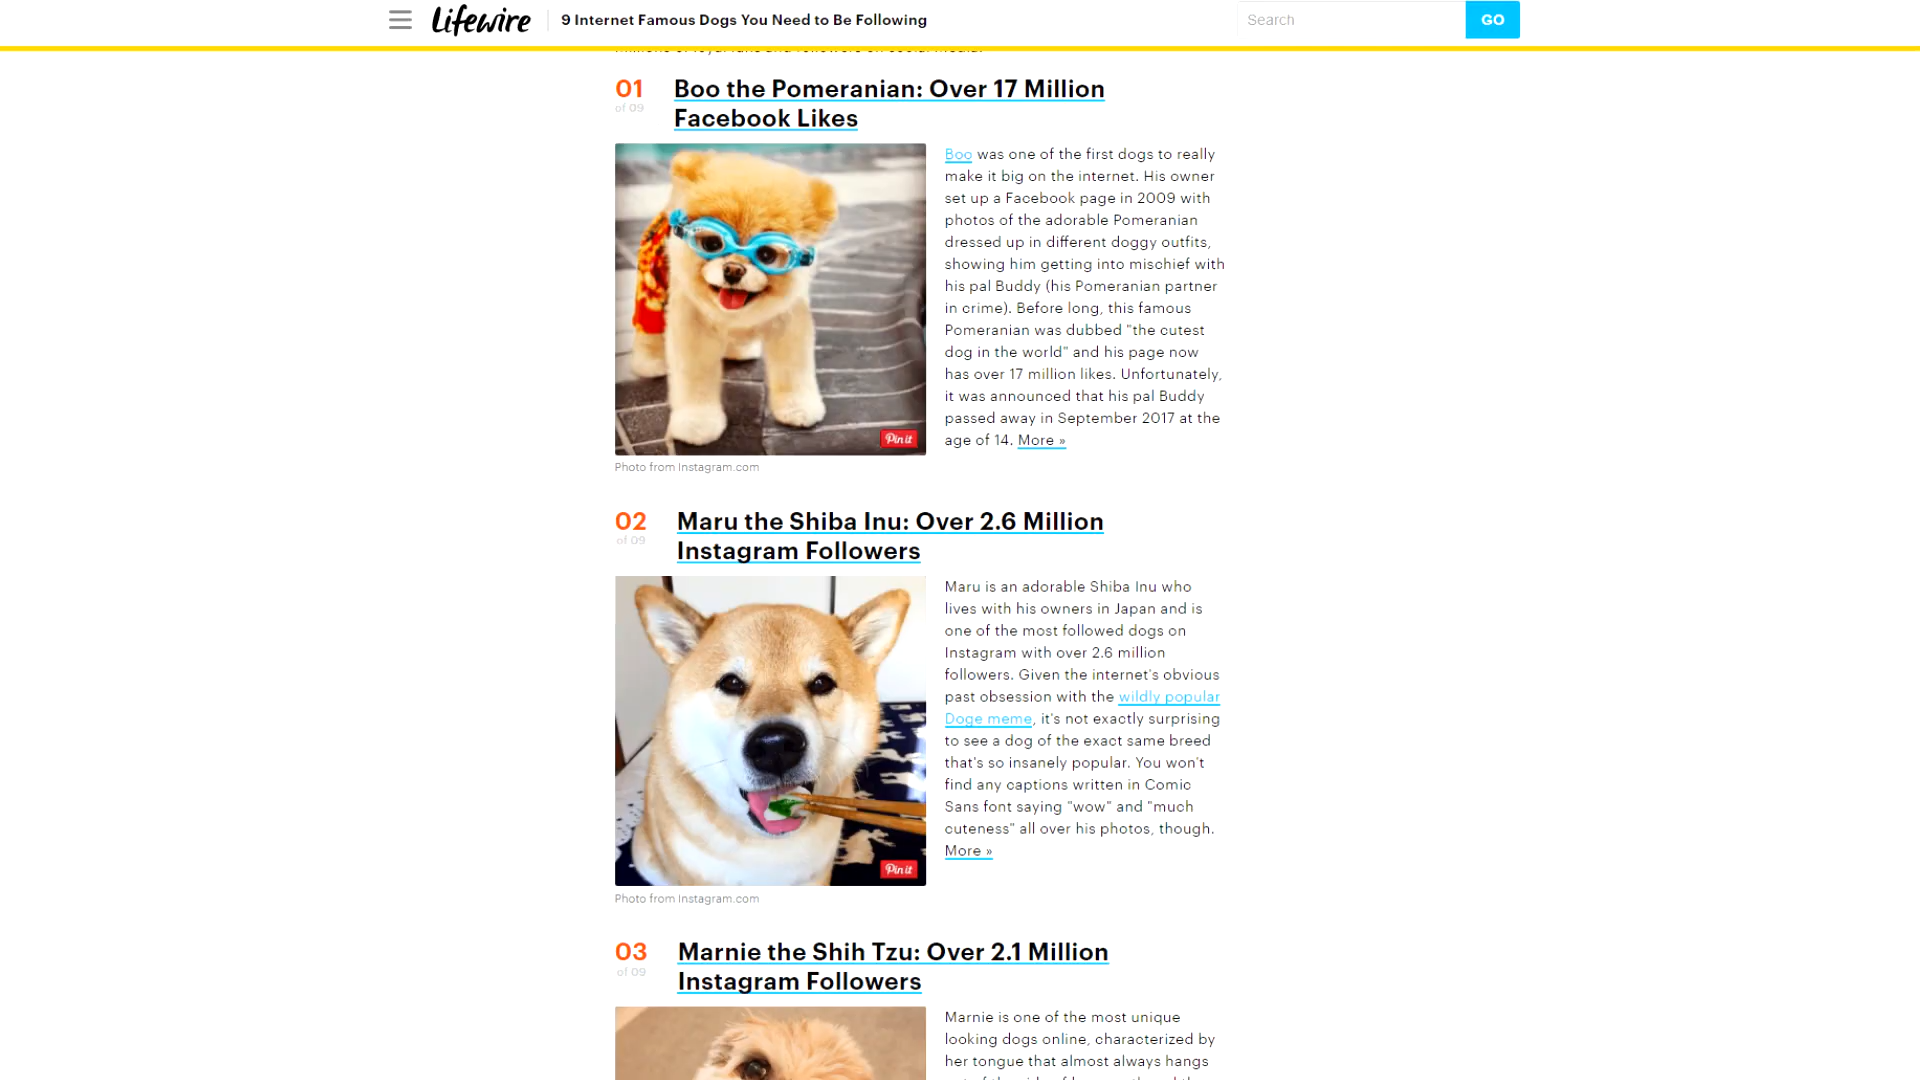 Lifewire
9 Internet Famous Dogs You Need to Be Following
Search
GO
millions of loyal fans and followers on social media.
01
of 09
Boo the Pomeranian: Over 17 Million
Facebook Likes
Boo was one of the first dogs to really
make it big on the internet. His owner
set up a Facebook page in 2009 with
photos of the adorable Pomeranian
dressed up in different doggy outfits,
showing him getting into mischief with
his pal Buddy (his Pomeranian partner
in crime). Before long, this famous
Pomeranian was dubbed "the cutest
dog in the world" and his page now
has over 17 million likes. Unfortunately,
it was announced that his pal Buddy
passed away in September 2017 at the
age of 14. More »
Pin it
Photo from Instagram.com
02
of 09
Maru the Shiba Inu: Over 2.6 Million
Instagram Followers
Maru is an adorable Shiba Inu who
lives with his owners in Japan and is
one of the most followed dogs on
Instagram with over 2.6 million
followers. Given the internet's obvious
past obsession with the wildly popular
Doge meme, it's not exactly surprising
to see a dog of the exact same breed
that's so insanely popular. You won't
find any captions written in Comic
Sans font saying "wow" and "much
cuteness" all over his photos, though.
More »
Pin it
Photo from Instagram.com
03
of 09
Marnie the Shih Tzu: Over 2.1 Million
Instagram Followers
Marnie is one of the most unique
looking dogs online, characterized by
her tongue that almost always hangs